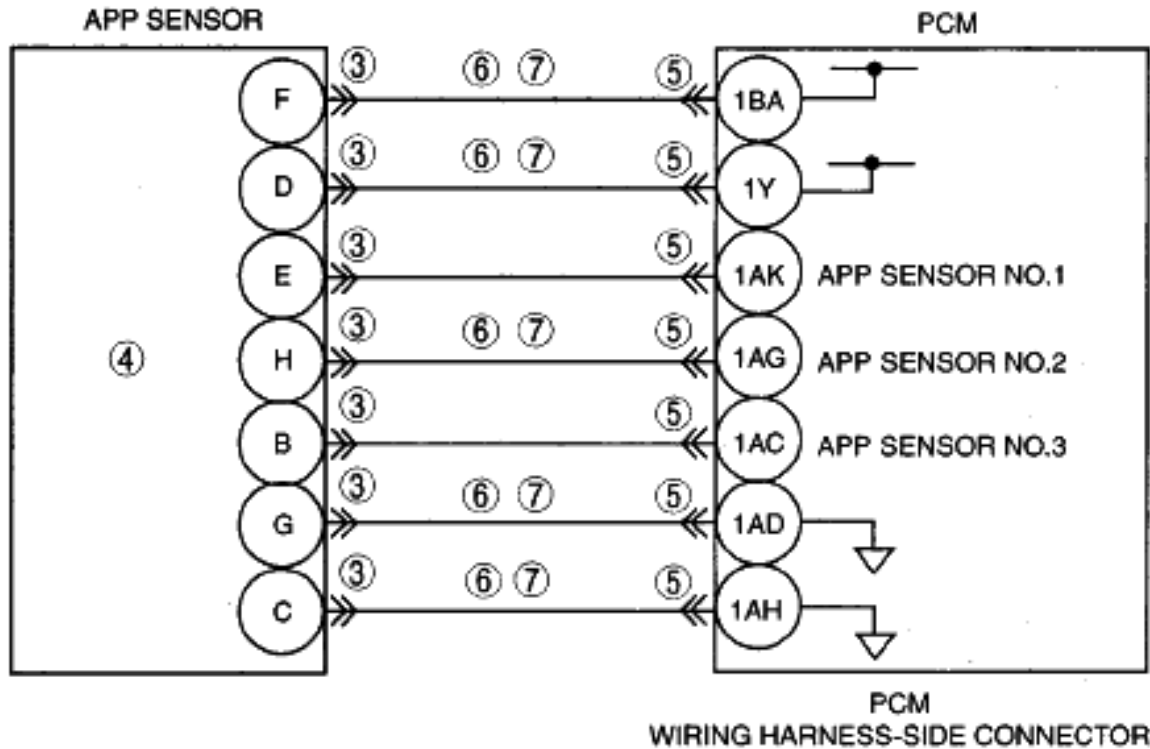 APP SENSOR PCM
F ③ ⑥ ⑦ ⑤ 1BA
D ③ ⑥ ⑦ ⑤ 1Y
E ③ ⑤ 1AK APP SENSOR NO.1
④ H ③ ⑥ ⑦ ⑤ 1AG APP SENSOR NO.2
B ③ ⑤ 1AC APP SENSOR NO.3
G ③ ⑥ ⑦ ⑤ 1AD
C ③ ⑥ ⑦ ⑤ 1AH
PCM
WIRING HARNESS-SIDE CONNECTOR